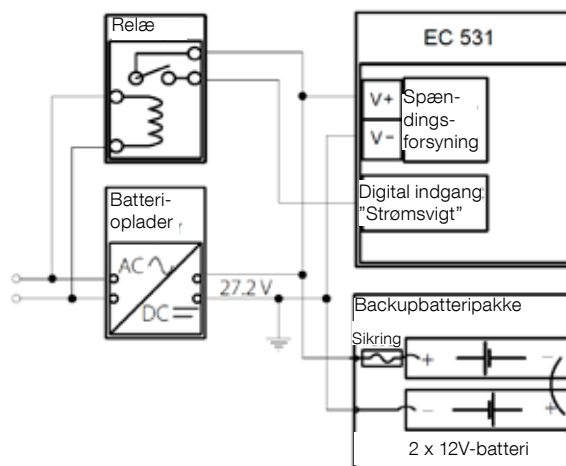 Relæ
EC 531
V+
V-
Spæn-
dings-
forsyning
Digital indgang:
"Strømsvigt"
Batteri-
oplader
AC
DC
27.2 V
Backupbatteripakke
Sikring
+
-
-
+
2 x 12V-batteri